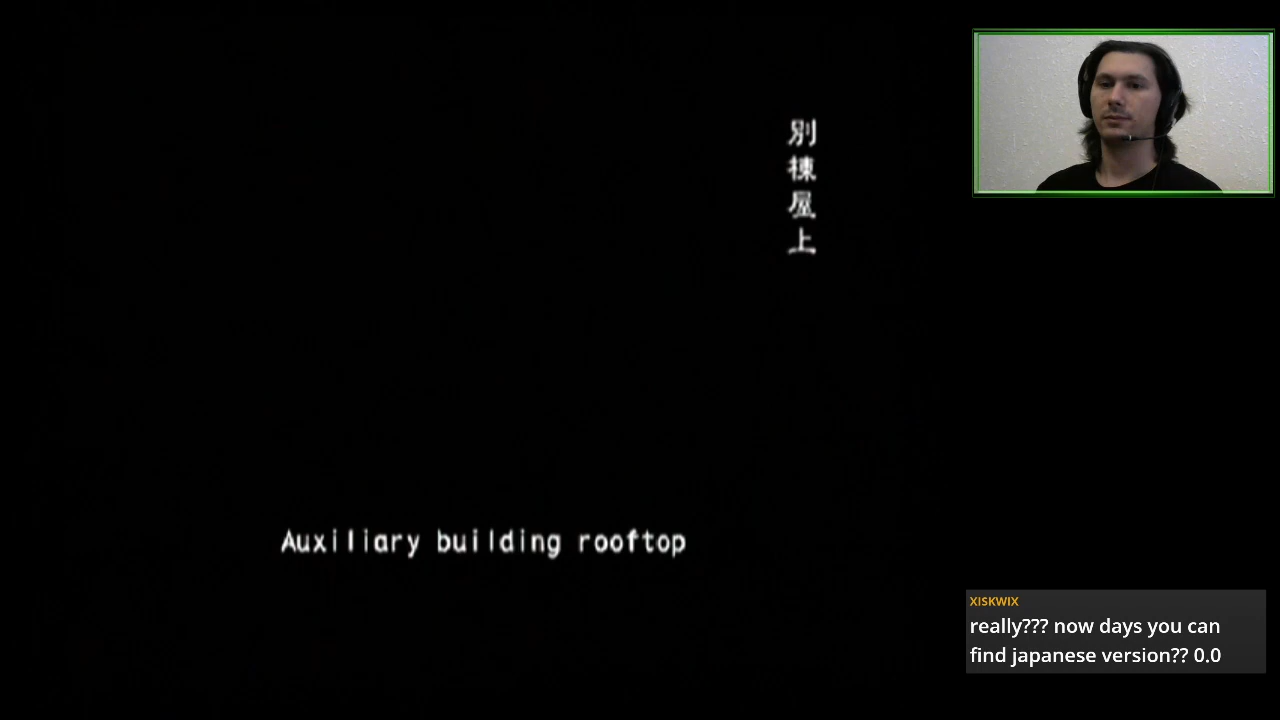 別棟屋上
Auxiliary building rooftop
XISKWIX
really??? now days you can
find japanese version?? 0.0